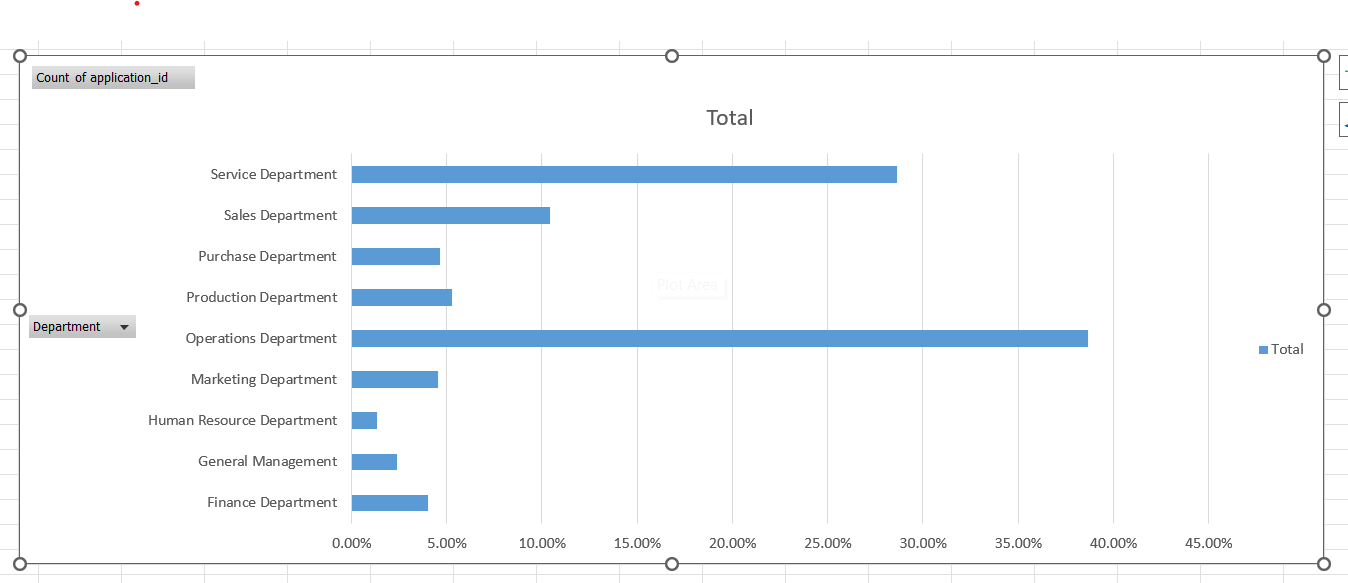 Count of application_id
Total
Service Department
Sales Department
Purchase Department
Production Department
Plot Area
Department
Operations Department
Total
Marketing Department
Human Resource Department
General Management
Finance Department
0.00% 5.00% 10.00% 15.00% 20.00% 25.00% 30.00% 35.00% 40.00% 45.00%